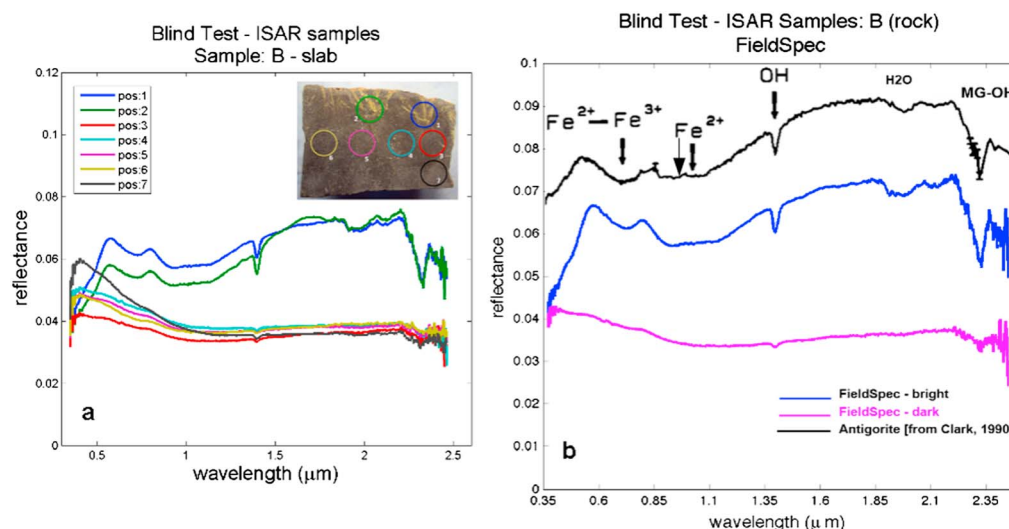 Blind Test - ISAR samples
Sample: B - slab
0.12
0.1
0.08
0.06
0.04
0.02
0
reflectance
pos:1
pos:2
pos:3
pos:4
pos:5
pos:6
pos:7
a
0.5
1
1.5
2
2.5
wavelength (μm)
Blind Test - ISAR Samples: B (rock)
FieldSpec
0.1
0.09
0.08
0.07
0.06
0.05
0.04
0.03
0.02
0.01
0
reflectance
Fe2+—Fe3+
Fe2+
OH
H2O
MG-OH
FieldSpec - bright
FieldSpec - dark
Antigorite [from Clark, 1990
b
0.35
0.6
0.85
1.1
1.35
1.6
1.85
2.1
2.35
wavelength (μ m)